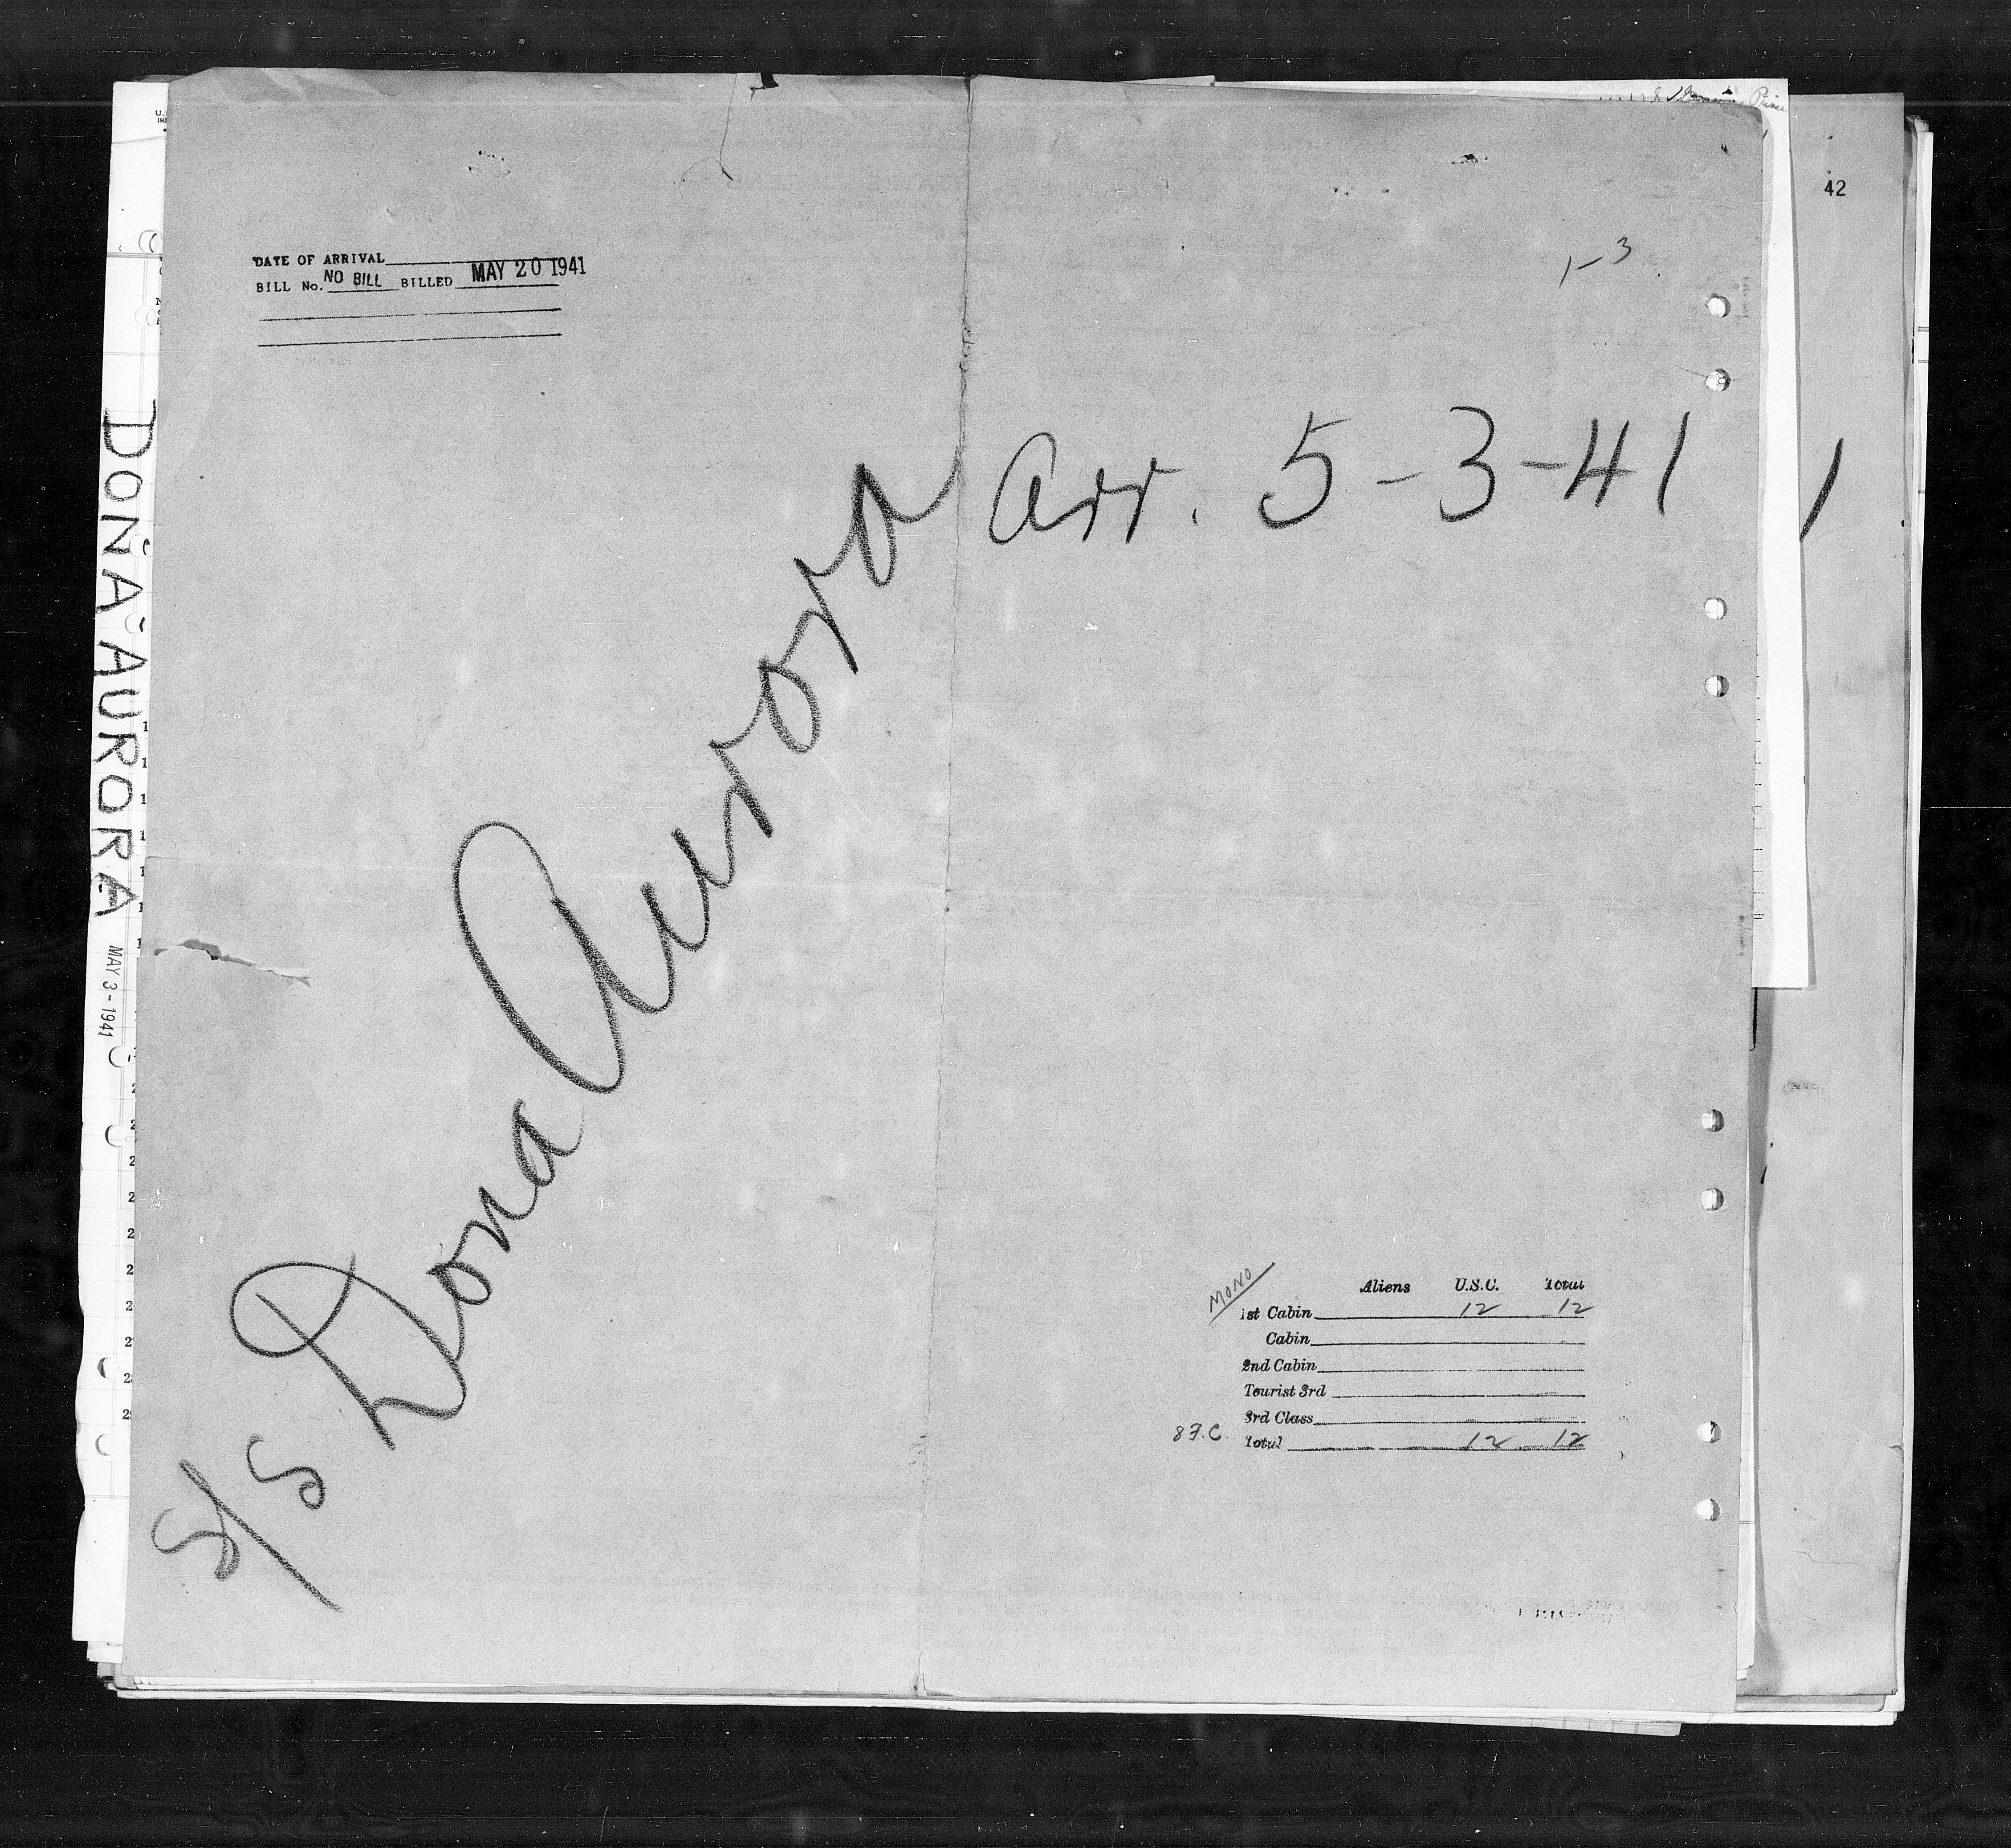 42
DATE OF ARRIVAL
BILL No. NO BILL BILLED MAY 20 1941
1-3
Arr. 5-3-41
1
DONA AURORA
MAY 3-1941
S/S Dona Aurora
MONO
Aliens U.S.C. Total
1st Cabin 12 12
Cabin
2nd Cabin
Tourist 3rd
3rd Class
83.C.
Total 12 12